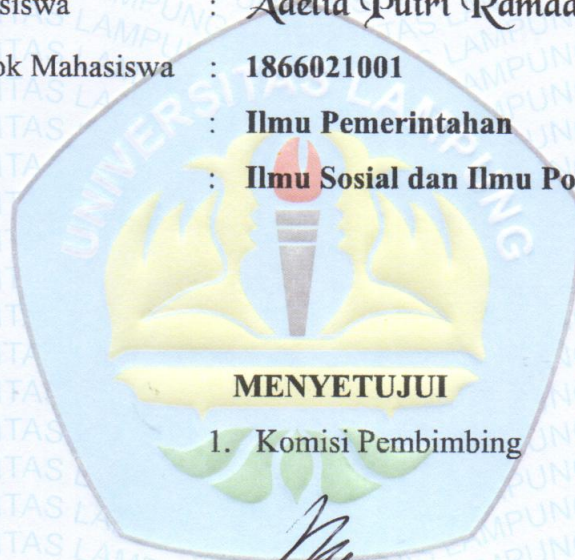 siswa : Adelia Putri Ramad
ok Mahasiswa : 1866021001
: Ilmu Pemerintahan
: Ilmu Sosial dan Ilmu Po
UNIVERSITAS LAMPUNG
MENYETUJUI
1. Komisi Pembimbing